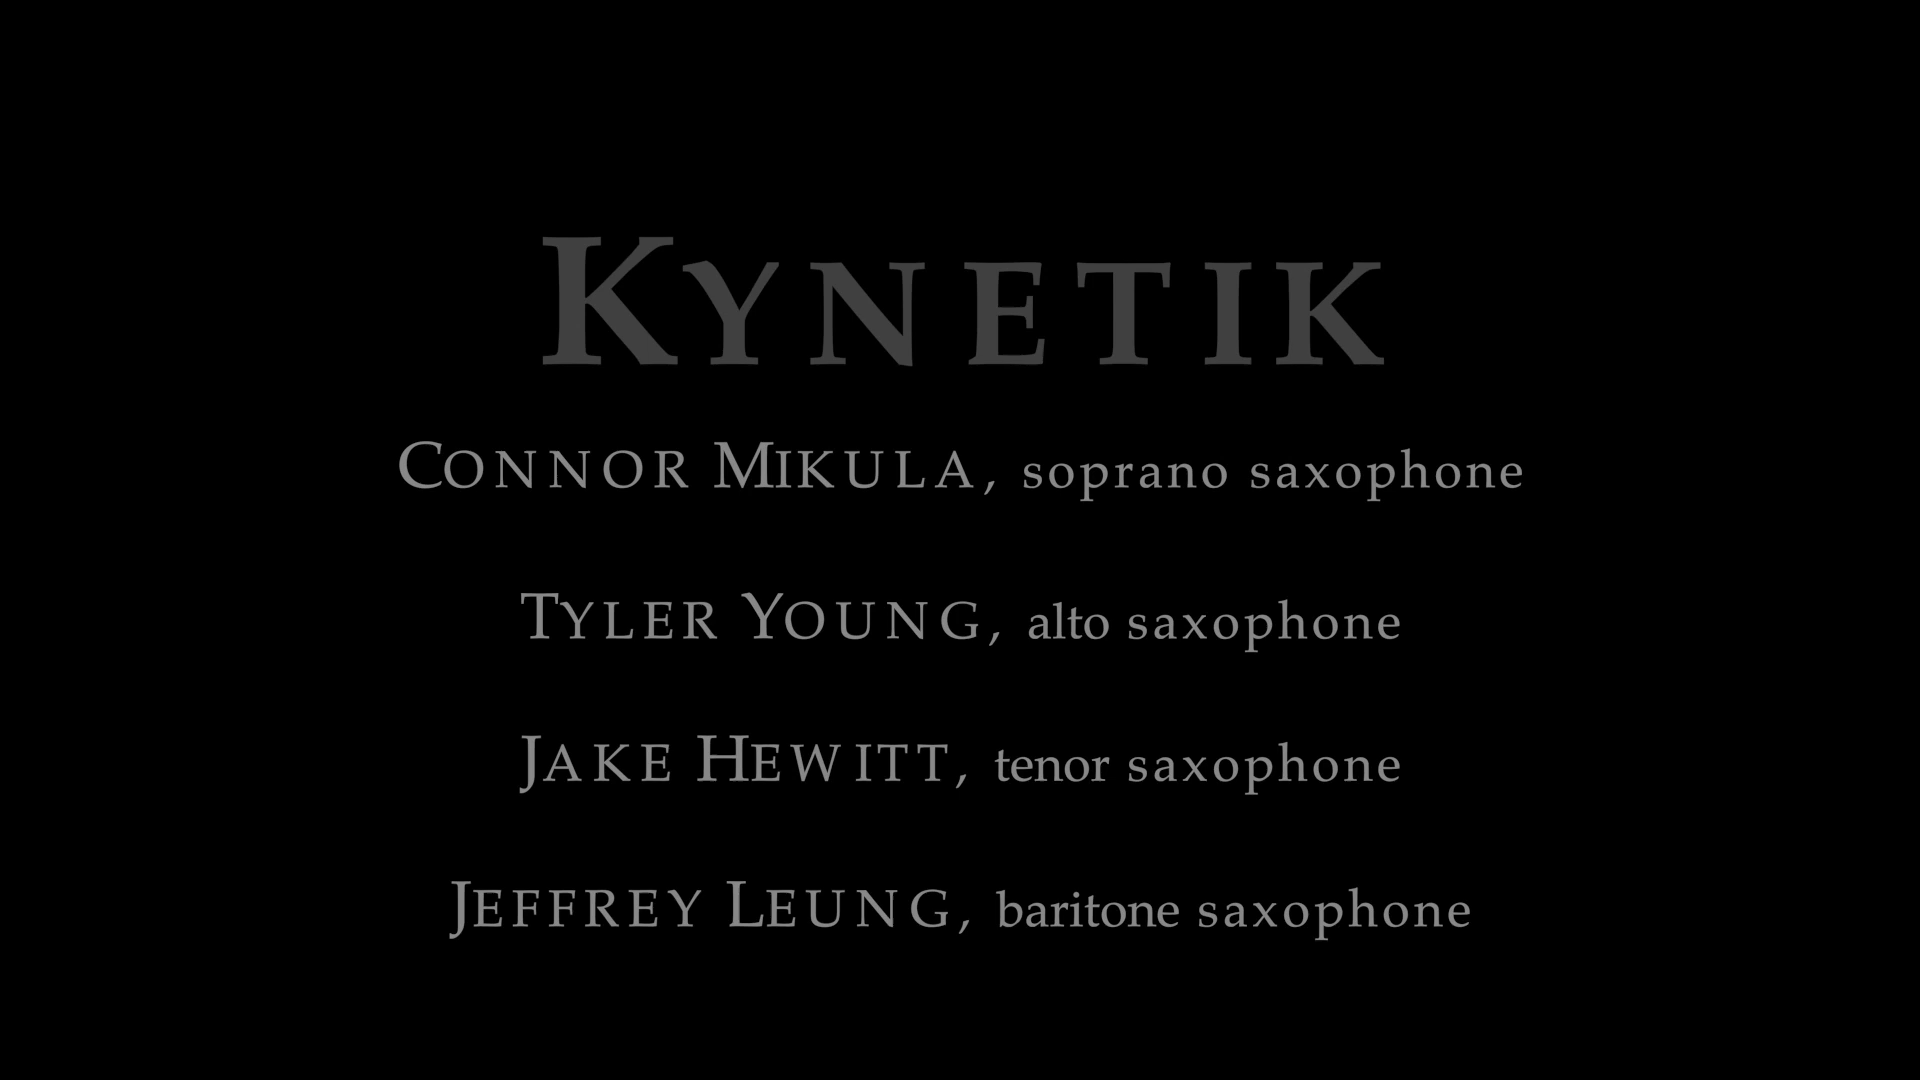 KYNETIK
CONNOR MIKULA, soprano saxophone
TYLER YOUNG, alto saxophone
JAKE HEWITT, tenor saxophone
JEFFREY LEUNG, baritone saxophone